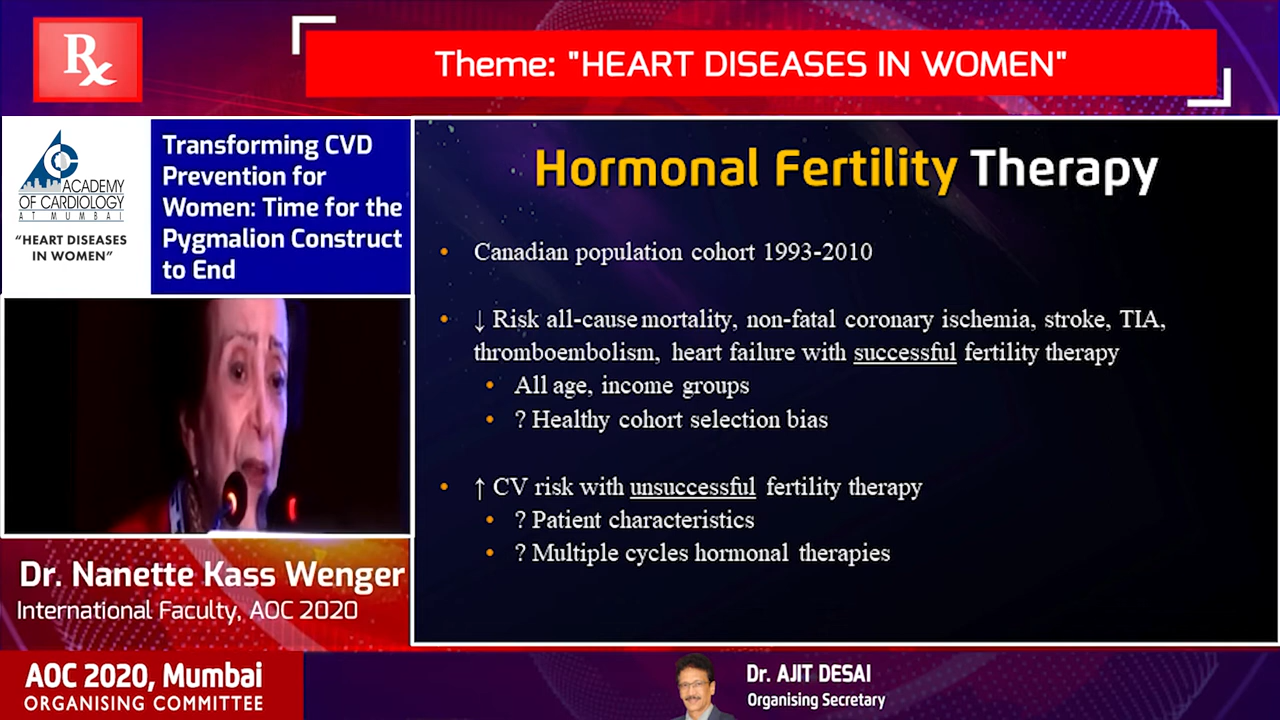 Rx
Theme: "HEART DISEASES IN WOMEN"
ACADEMY
OF CARDIOLOGY
AT MUMBAI
“HEART DISEASES
IN WOMEN”
Transforming CVD
Prevention for
Women: Time for the
Pygmalion Construct
to End
Hormonal Fertility Therapy
• Canadian population cohort 1993-2010
• ↓ Risk all-cause mortality, non-fatal coronary ischemia, stroke, TIA,
thromboembolism, heart failure with successful fertility therapy
• All age, income groups
• ? Healthy cohort selection bias
• ↑ CV risk with unsuccessful fertility therapy
• ? Patient characteristics
• ? Multiple cycles hormonal therapies
Dr. Nanette Kass Wenger
International Faculty, AOC 2020
AOC 2020, Mumbai
ORGANISING COMMITTEE
Dr. AJIT DESAI
Organising Secretary